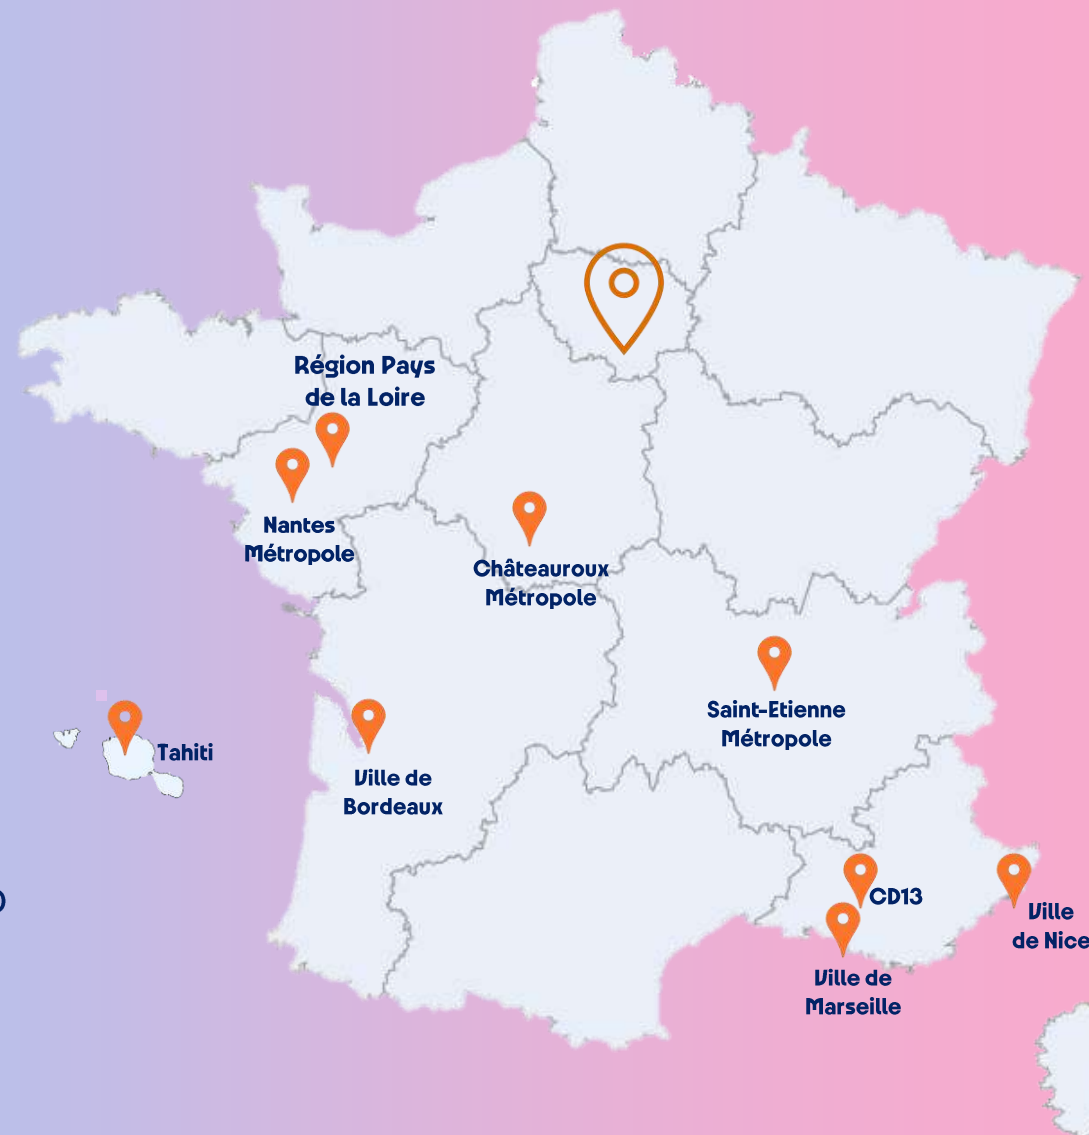 Région Pays
de la Loire
Nantes
Métropole
Châteauroux
Métropole
Saint-Etienne
Métropole
Tahiti
Ville de
Bordeaux
CD13
Ville
de Nice
Ville de
Marseille